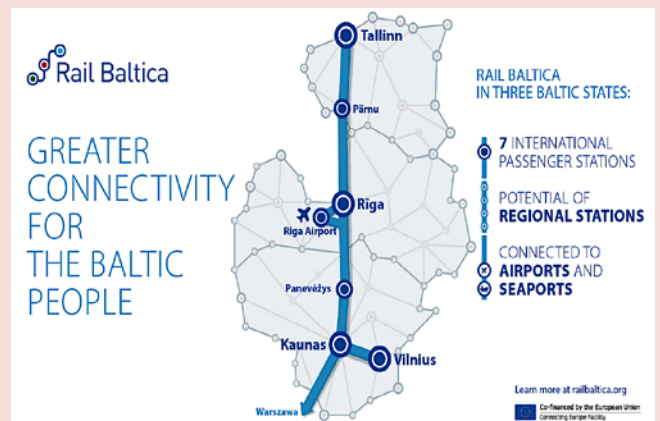 Rail Baltica
GREATER
CONNECTIVITY
FOR
THE BALTIC
PEOPLE
Tallinn
Pärnu
Rīga
Riga Airport
Panevėžys
Kaunas
Vilnius
Warszawa
RAIL BALTICA
IN THREE BALTIC STATES:
7 INTERNATIONAL
PASSENGER STATIONS
POTENTIAL OF
REGIONAL STATIONS
CONNECTED TO
AIRPORTS AND
SEAPORTS
Learn more at railbaltica.org
Co-financed by the European Union
Connecting Europe Facility